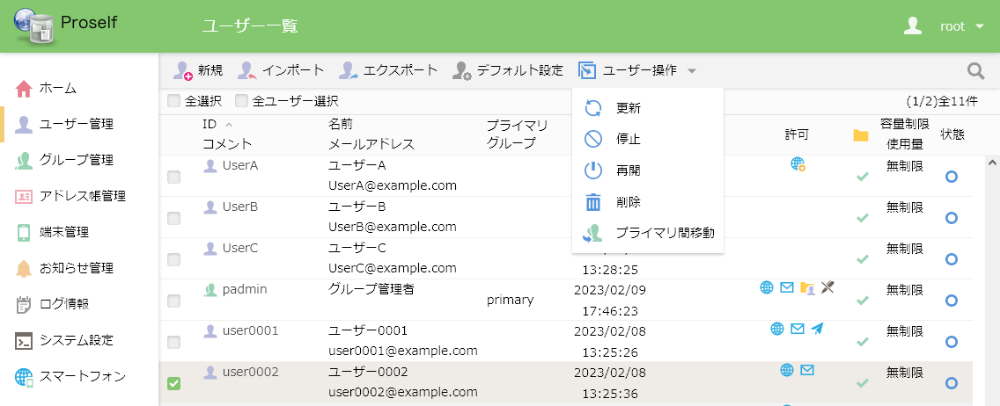 Proself
ユーザー一覧
root
新規 インポート エクスポート デフォルト設定 ユーザー操作
ホーム
ユーザー管理
グループ管理
アドレス帳管理
端末管理
お知らせ管理
ログ情報
システム設定
スマートフォン
全選択 全ユーザー選択
(1/2)全11件
ID 名前 プライマリ 許可 容量制限 状態
コメント メールアドレス グループ 使用量
更新
停止
再開
削除
プライマリ間移動
UserA ユーザーA 無制限
UserA@example.com
UserB ユーザーB 無制限
UserB@example.com
UserC ユーザーC 無制限
UserC@example.com 13:28:25
padmin グループ管理者 primary 2023/02/09 無制限
17:46:23
user0001 ユーザー0001 2023/02/08 無制限
user0001@example.com 13:25:26
user0002 ユーザー0002 2023/02/08 無制限
user0002@example.com 13:25:36